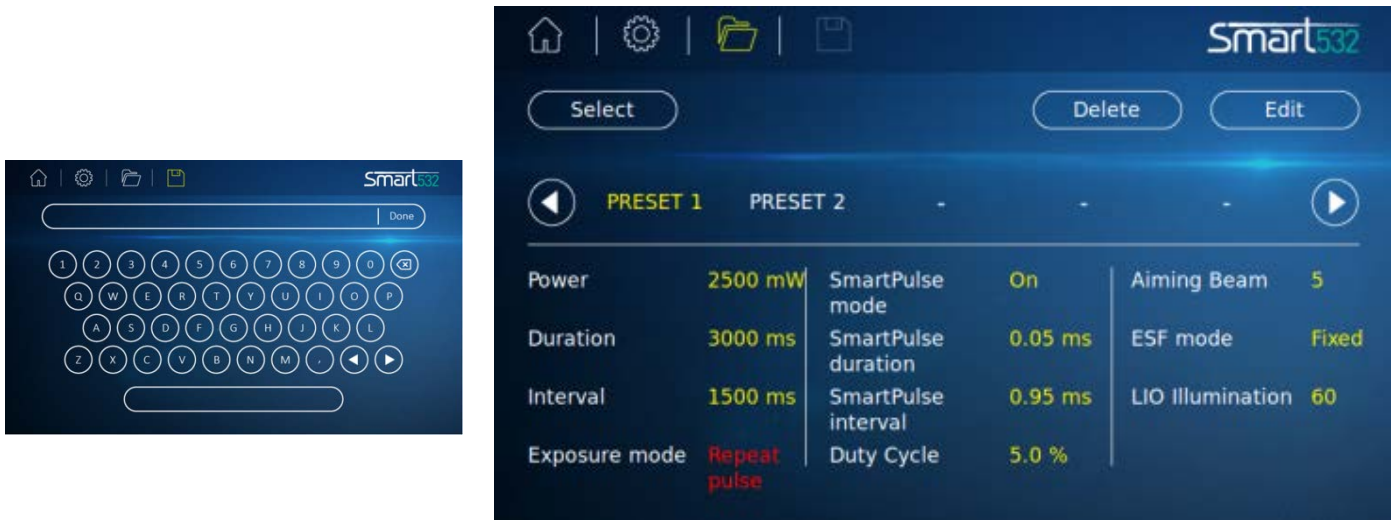 smart532
Done
1 2 3 4 5 6 7 8 9 0
Q W E R T Y U I O P
A S D F G H J K L
Z X C V B N M ,
smart532
Select Delete Edit
PRESET 1 PRESET 2 - - -
Power 2500 mW SmartPulse mode On Aiming Beam 5
Duration 3000 ms SmartPulse duration 0.05 ms ESF mode Fixed
Interval 1500 ms SmartPulse interval 0.95 ms LIO Illumination 60
Exposure mode Repeat pulse Duty Cycle 5.0 %